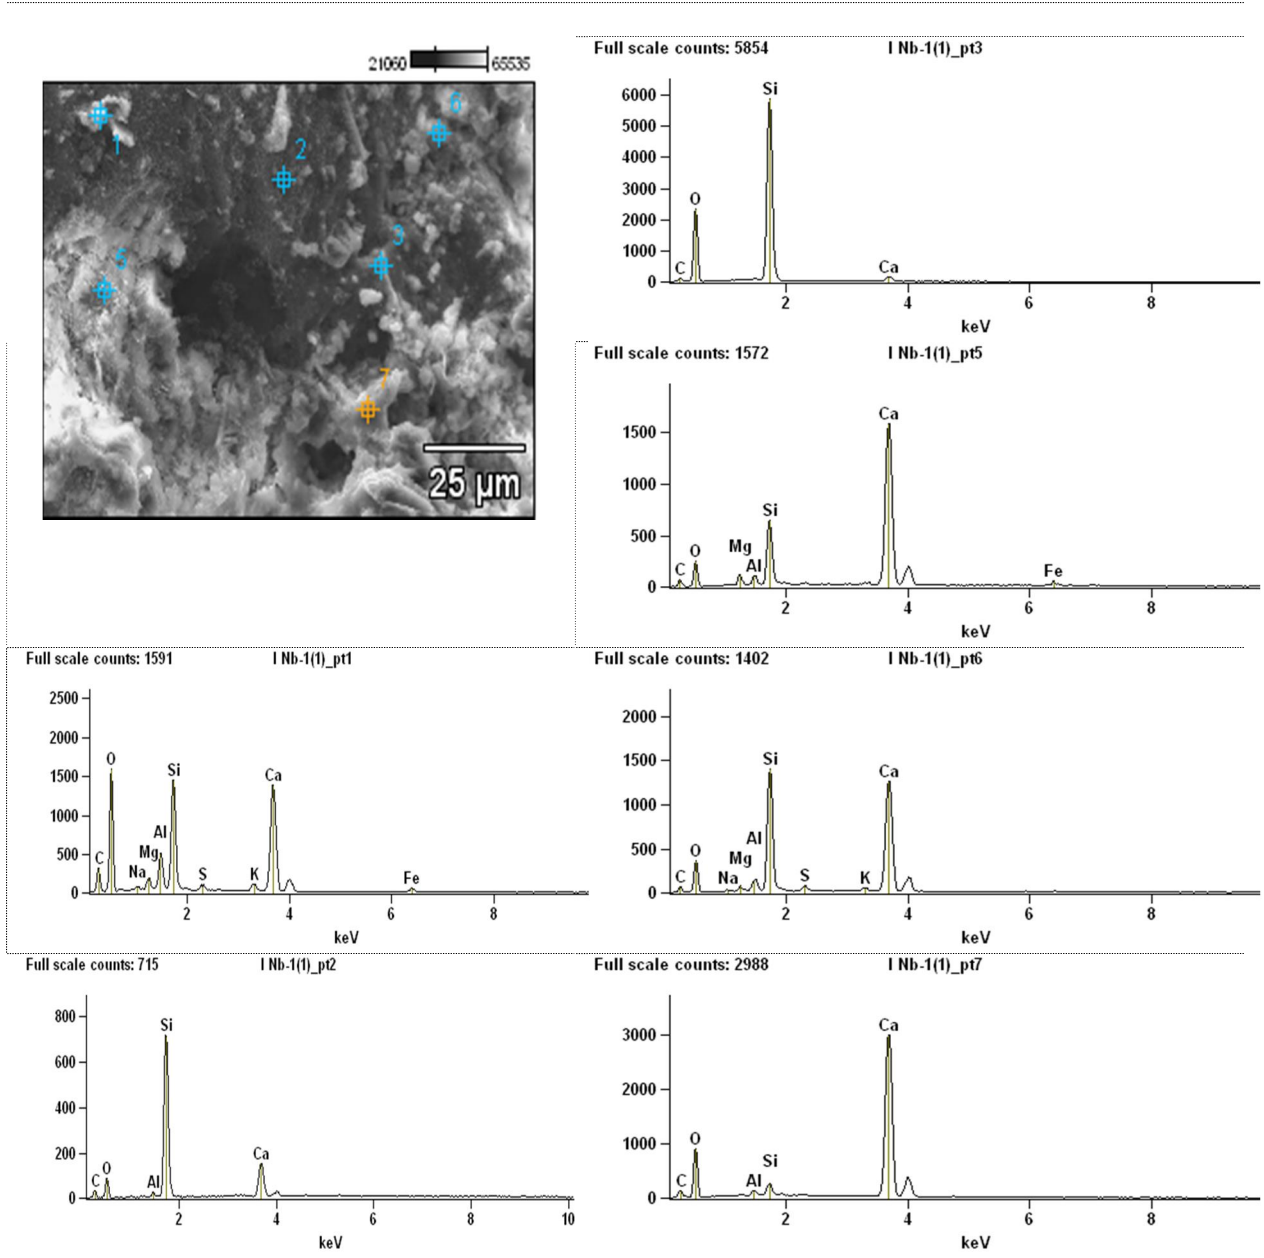 21060 65535
1
2
3
5
6
7
25 µm
Full scale counts: 5854 I Nb-1(1)_pt3
6000
5000
4000
3000
2000
1000
0
C O Si Ca
2 4 6 8
keV
Full scale counts: 1572 I Nb-1(1)_pt5
1500
1000
500
0
C O Mg Al Si Ca Fe
2 4 6 8
keV
Full scale counts: 1591 I Nb-1(1)_pt1
2500
2000
1500
1000
500
0
C O Na Mg Al Si S K Ca Fe
2 4 6 8
keV
Full scale counts: 1402 I Nb-1(1)_pt6
2000
1500
1000
500
0
C O Na Mg Al Si S K Ca
2 4 6 8
keV
Full scale counts: 715 I Nb-1(1)_pt2
800
600
400
200
0
C O Al Si Ca
2 4 6 8 10
keV
Full scale counts: 2988 I Nb-1(1)_pt7
3000
2000
1000
0
C O Al Si Ca
2 4 6 8
keV